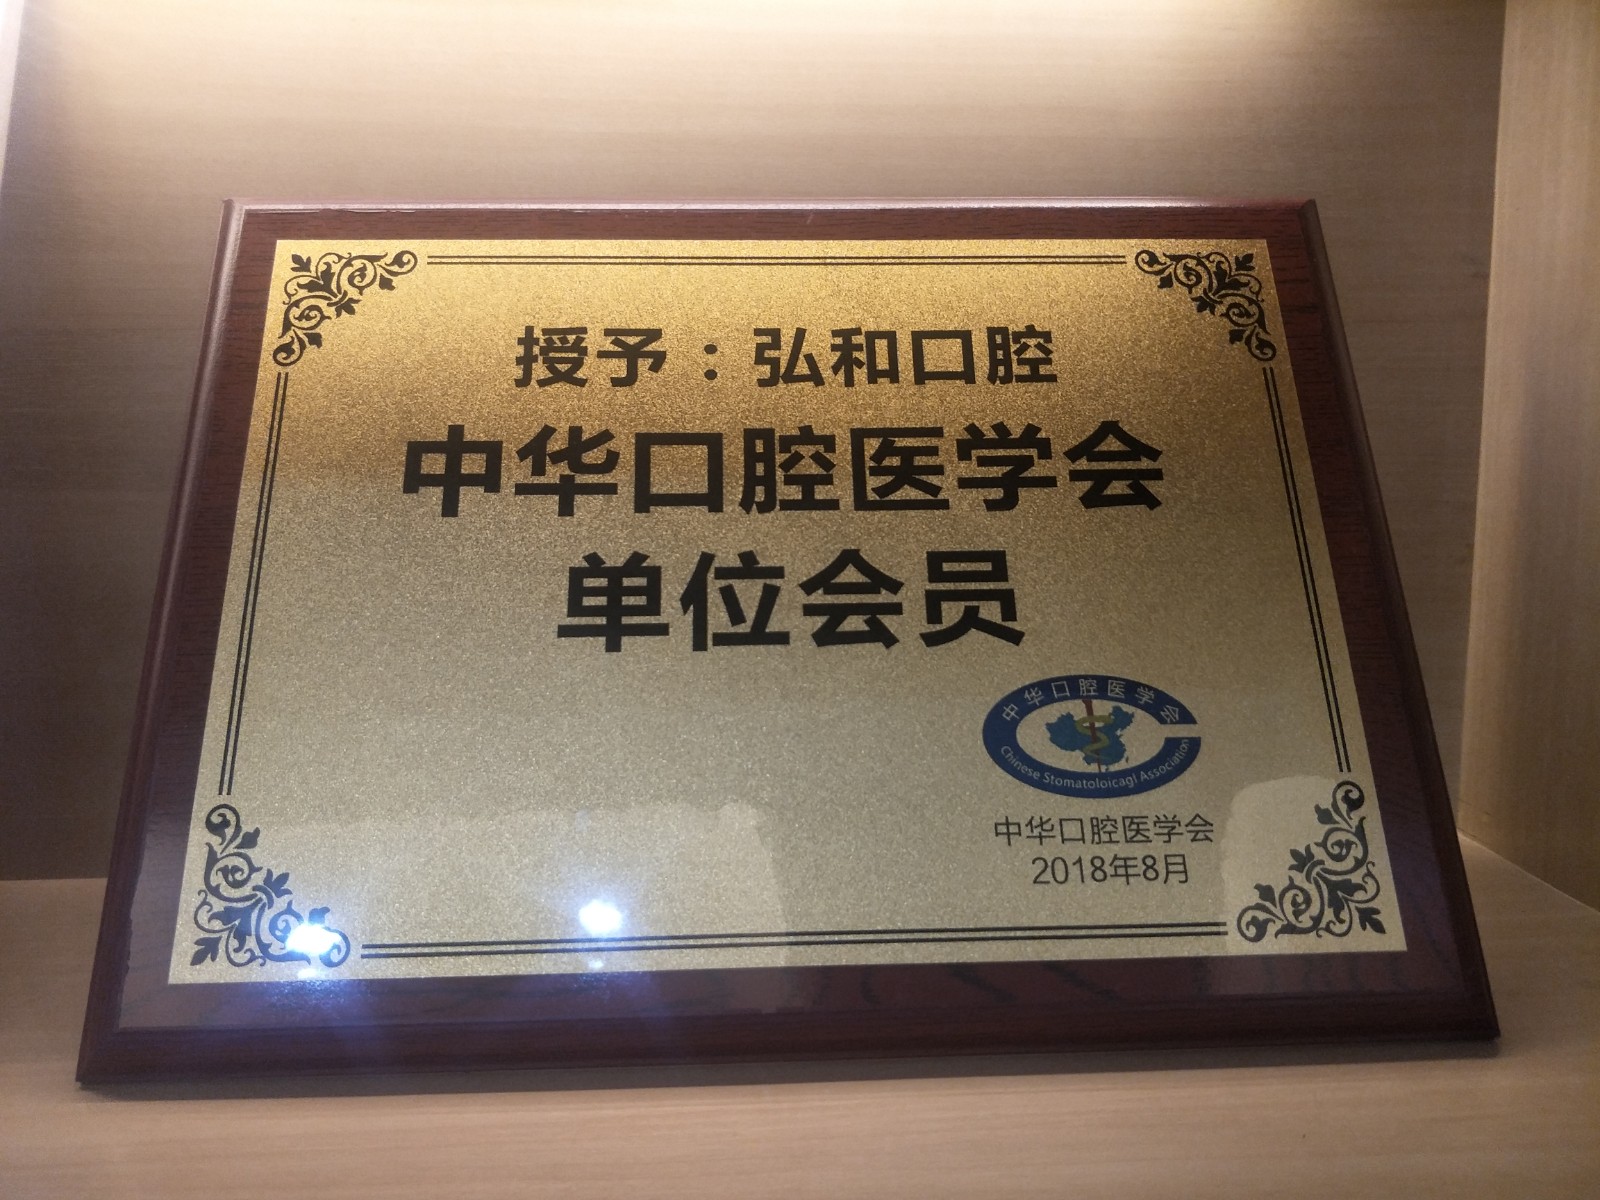 授予：弘和口腔
中华口腔医学会
单位会员
中华口腔医学会
Chinese Stomatoloicagl Association
中华口腔医学会
2018年8月